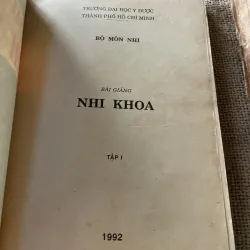 TRƯỜNG ĐẠI HỌC Y DƯỢC
THÀNH PHỐ HỒ CHÍ MINH
BỘ MÔN NHI
BÀI GIẢNG
NHI KHOA
TẬP I
1992